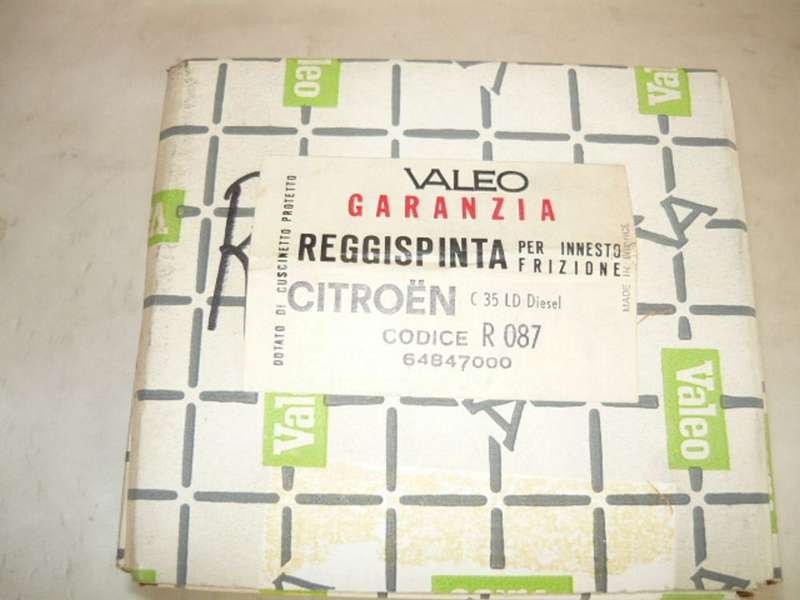 Valeo
Valeo
VALEO
GARANZIA
REGGISPINTA PER INNESTO FRIZIONE
CITROËN C 35 LD Diesel
CODICE R 087
64847000
DOTATO DI CUSCINETTO PROTETTO
MADE IN
Valeo
Valeo